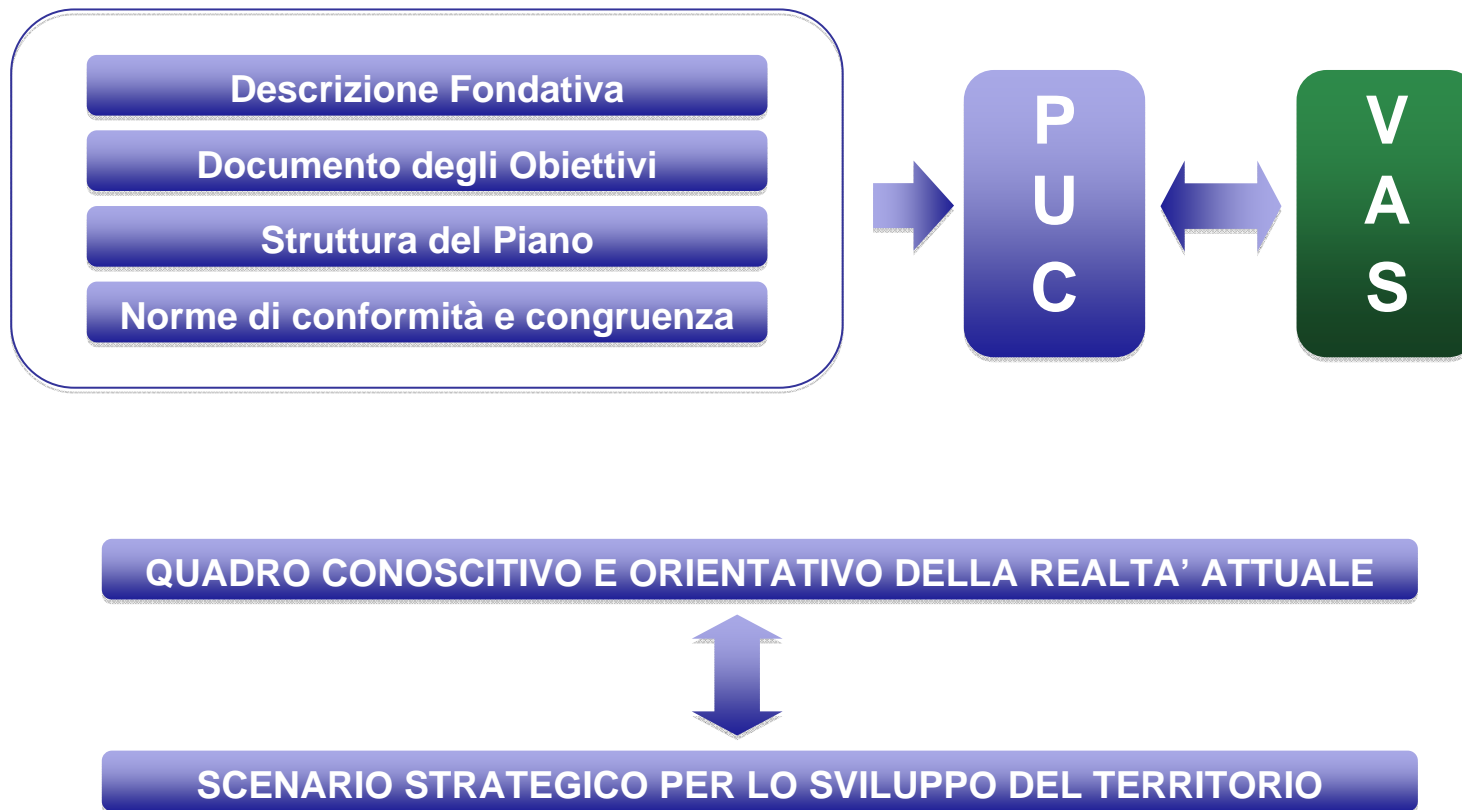 Descrizione Fondativa
Documento degli Obiettivi
Struttura del Piano
Norme di conformità e congruenza
P
U
C
V
A
S
QUADRO CONOSCITIVO E ORIENTATIVO DELLA REALTA’ ATTUALE
SCENARIO STRATEGICO PER LO SVILUPPO DEL TERRITORIO